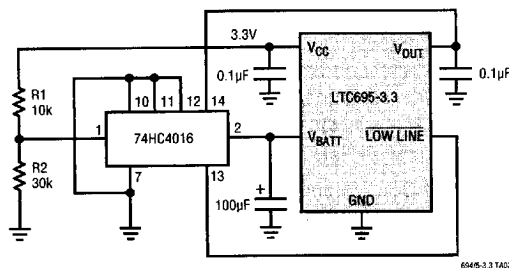 3.3V
VCC
VOUT
0.1µF
0.1µF
R1
10k
10 11 12 14
LTC695-3.3
1
74HC4016
2
VBATT
LOW LINE
R2
30k
7
13
100µF
+
GND
694/5-3.3 TA02